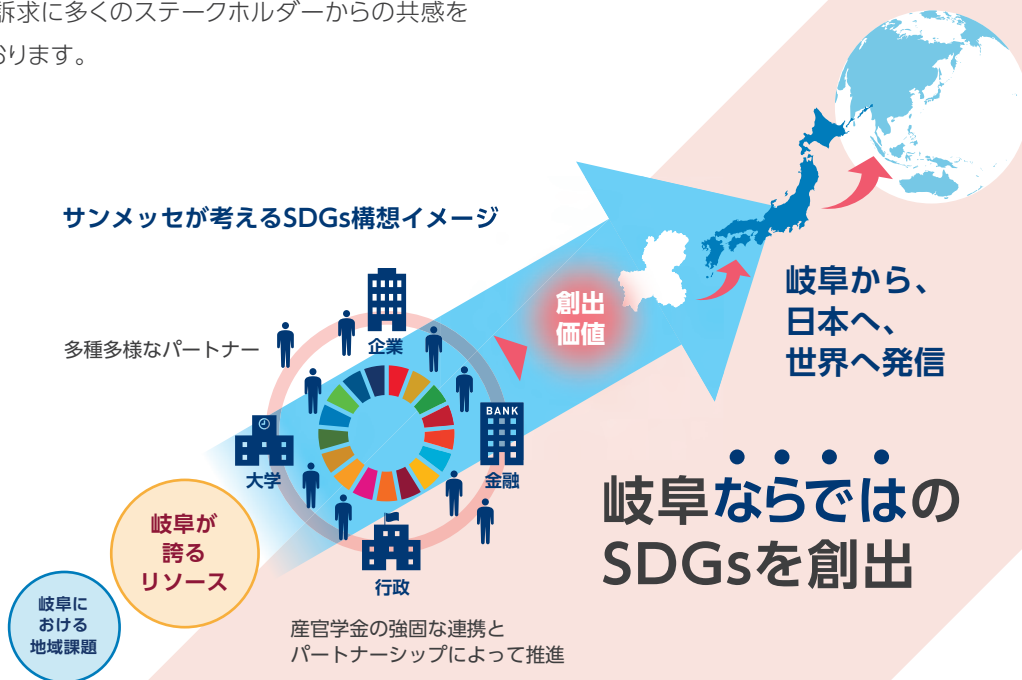 訴求に多くのステークホルダーからの共感を
おります。
サンメッセが考えるSDGs構想イメージ
多種多様なパートナー
企業
BANK
金融
大学
行政
創出
価値
岐阜から、
日本へ、
世界へ発信
岐阜ならではの
SDGsを創出
岐阜が
誇る
リソース
岐阜に
おける
地域課題
産官学金の強固な連携と
パートナーシップによって推進